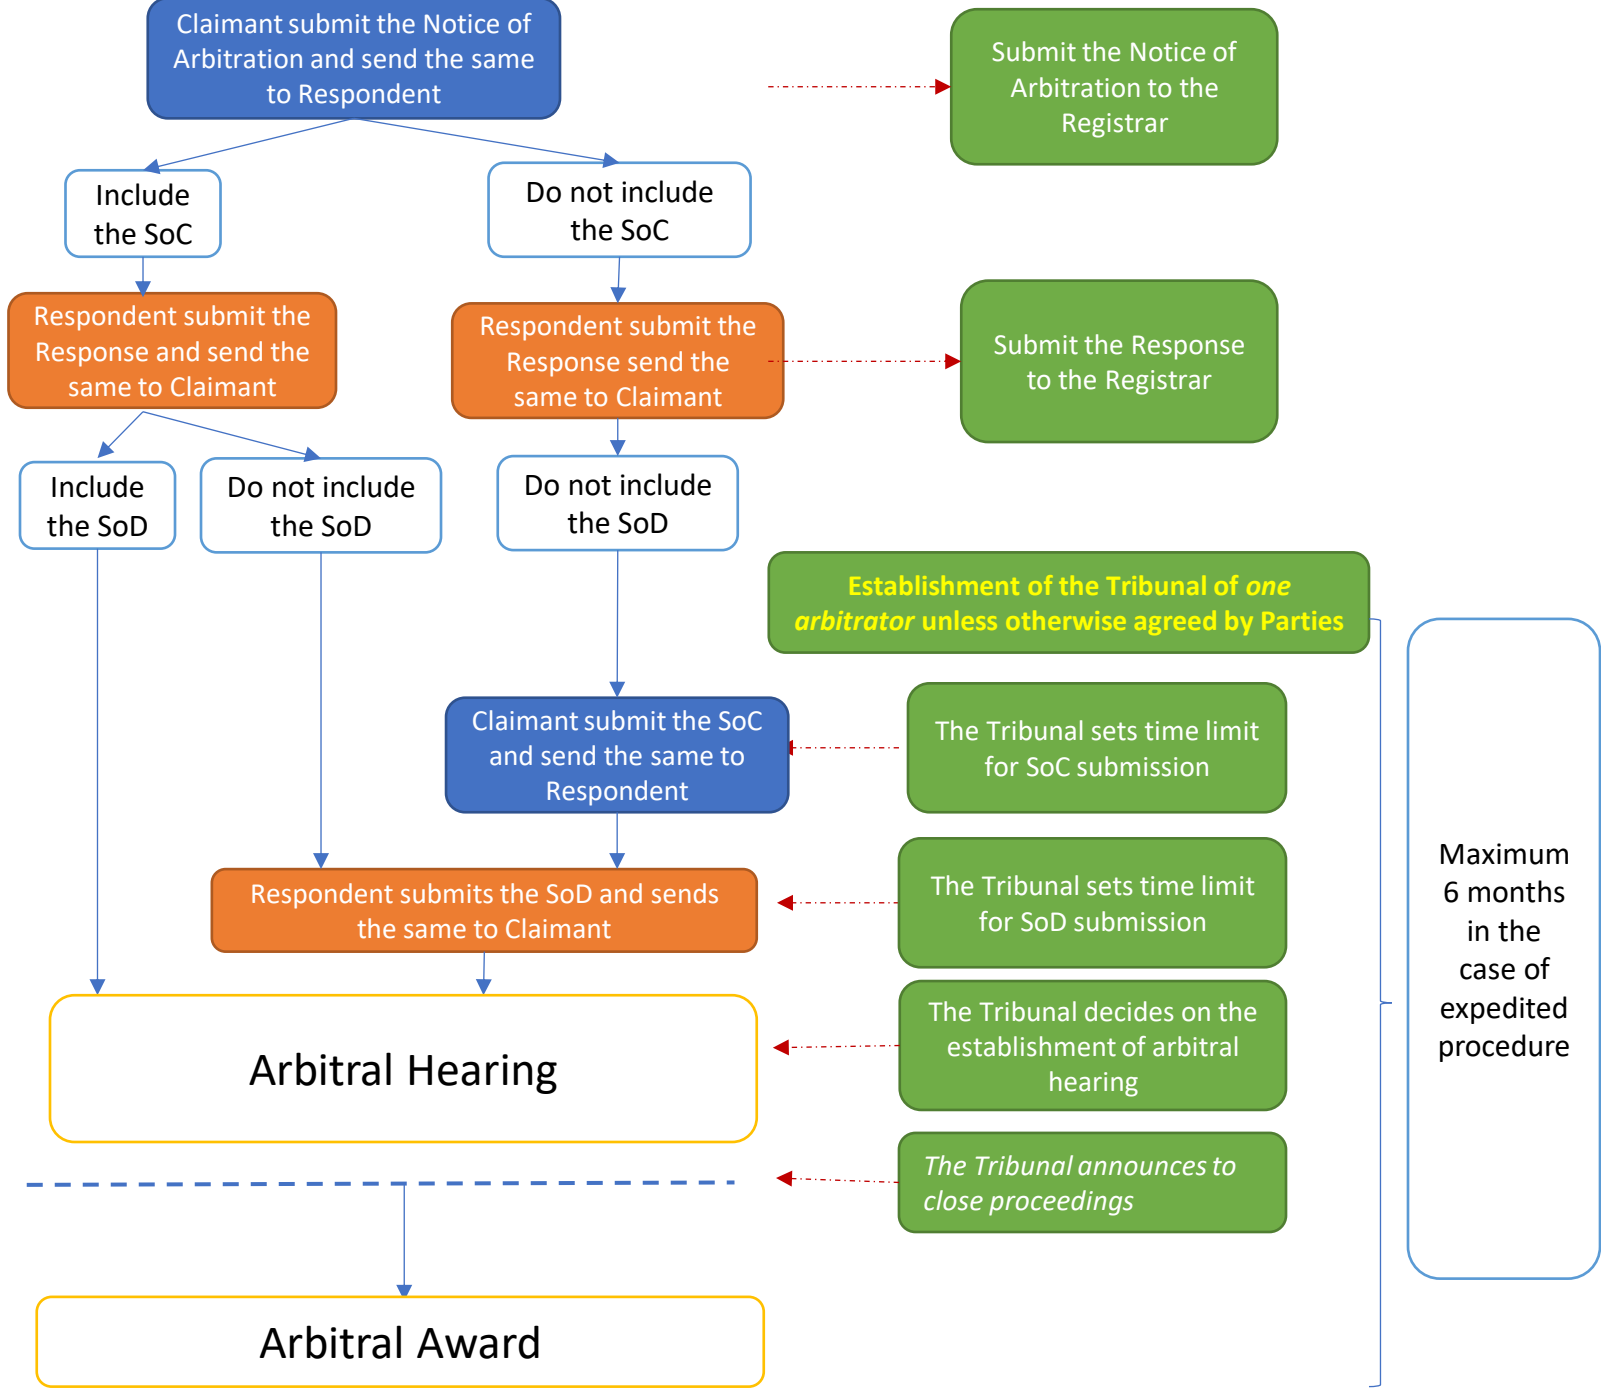 Claimant submit the Notice of
Arbitration and send the same
to Respondent
Submit the Notice of
Arbitration to the
Registrar
Include
the SoC
Do not include
the SoC
Respondent submit the
Response and send the
same to Claimant
Respondent submit the
Response send the
same to Claimant
Submit the Response
to the Registrar
Include
the SoD
Do not include
the SoD
Do not include
the SoD
Establishment of the Tribunal of one
arbitrator unless otherwise agreed by Parties
Claimant submit the SoC
and send the same to
Respondent
The Tribunal sets time limit
for SoC submission
Respondent submits the SoD and sends
the same to Claimant
The Tribunal sets time limit
for SoD submission
Maximum
6 months
in the
case of
expedited
procedure
Arbitral Hearing
The Tribunal decides on the
establishment of arbitral
hearing
The Tribunal announces to
close proceedings
Arbitral Award